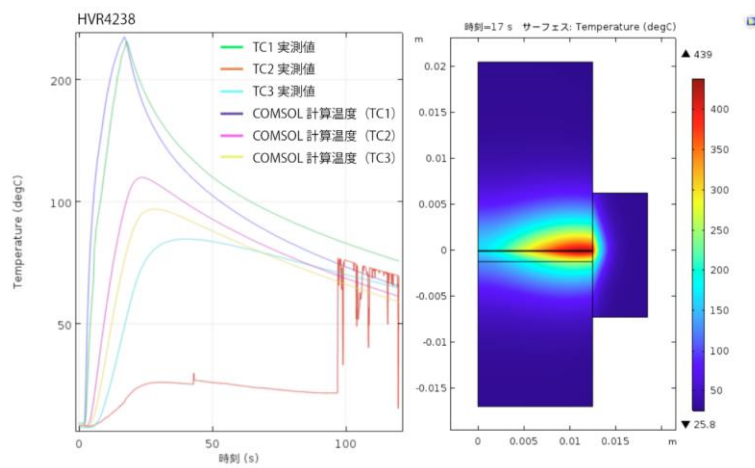 HVR4238
TC1 実測値
TC2 実測値
TC3 実測値
COMSOL 計算温度（TC1）
COMSOL 計算温度（TC2）
COMSOL 計算温度（TC3）
Temperature (degC)
200
100
50
0
50
100
時刻 (s)
時刻=17 s サーフェス: Temperature (degC)
m
0.02
0.015
0.01
0.005
0
-0.005
-0.01
-0.015
0
0.005
0.01
0.015
m
▲ 439
400
350
300
250
200
150
100
50
▼ 25.8